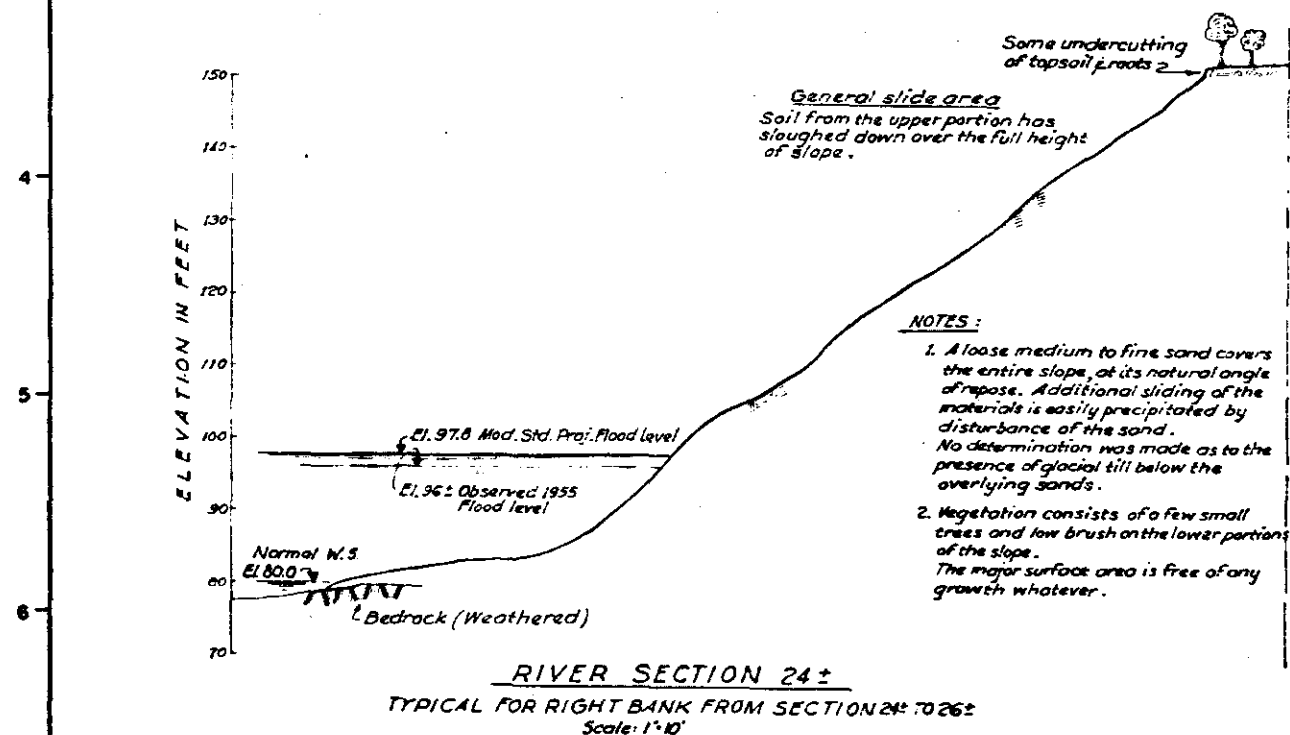 Some undercutting
of topsoil & roots
General slide area
Soil from the upper portion has
sloughed down over the full height
of slope.
150
140
130
120
110
100
90
80
70
ELEVATION IN FEET
4
5
6
El. 97.8 Mod. Std. Proj. Flood level
El. 96± Observed 1955
Flood level
Normal W.S.
El. 80.0
Bedrock (Weathered)
NOTES:
1. A loose medium to fine sand covers
the entire slope, at its natural angle
of repose. Additional sliding of the
materials is easily precipitated by
disturbance of the sand.
No determination was made as to the
presence of glacial till below the
overlying sands.
2. Vegetation consists of a few small
trees and low brush on the lower portions
of the slope.
The major surface area is free of any
growth whatever.
RIVER SECTION 24±
TYPICAL FOR RIGHT BANK FROM SECTION 24± TO 26±
Scale: 1"=10'